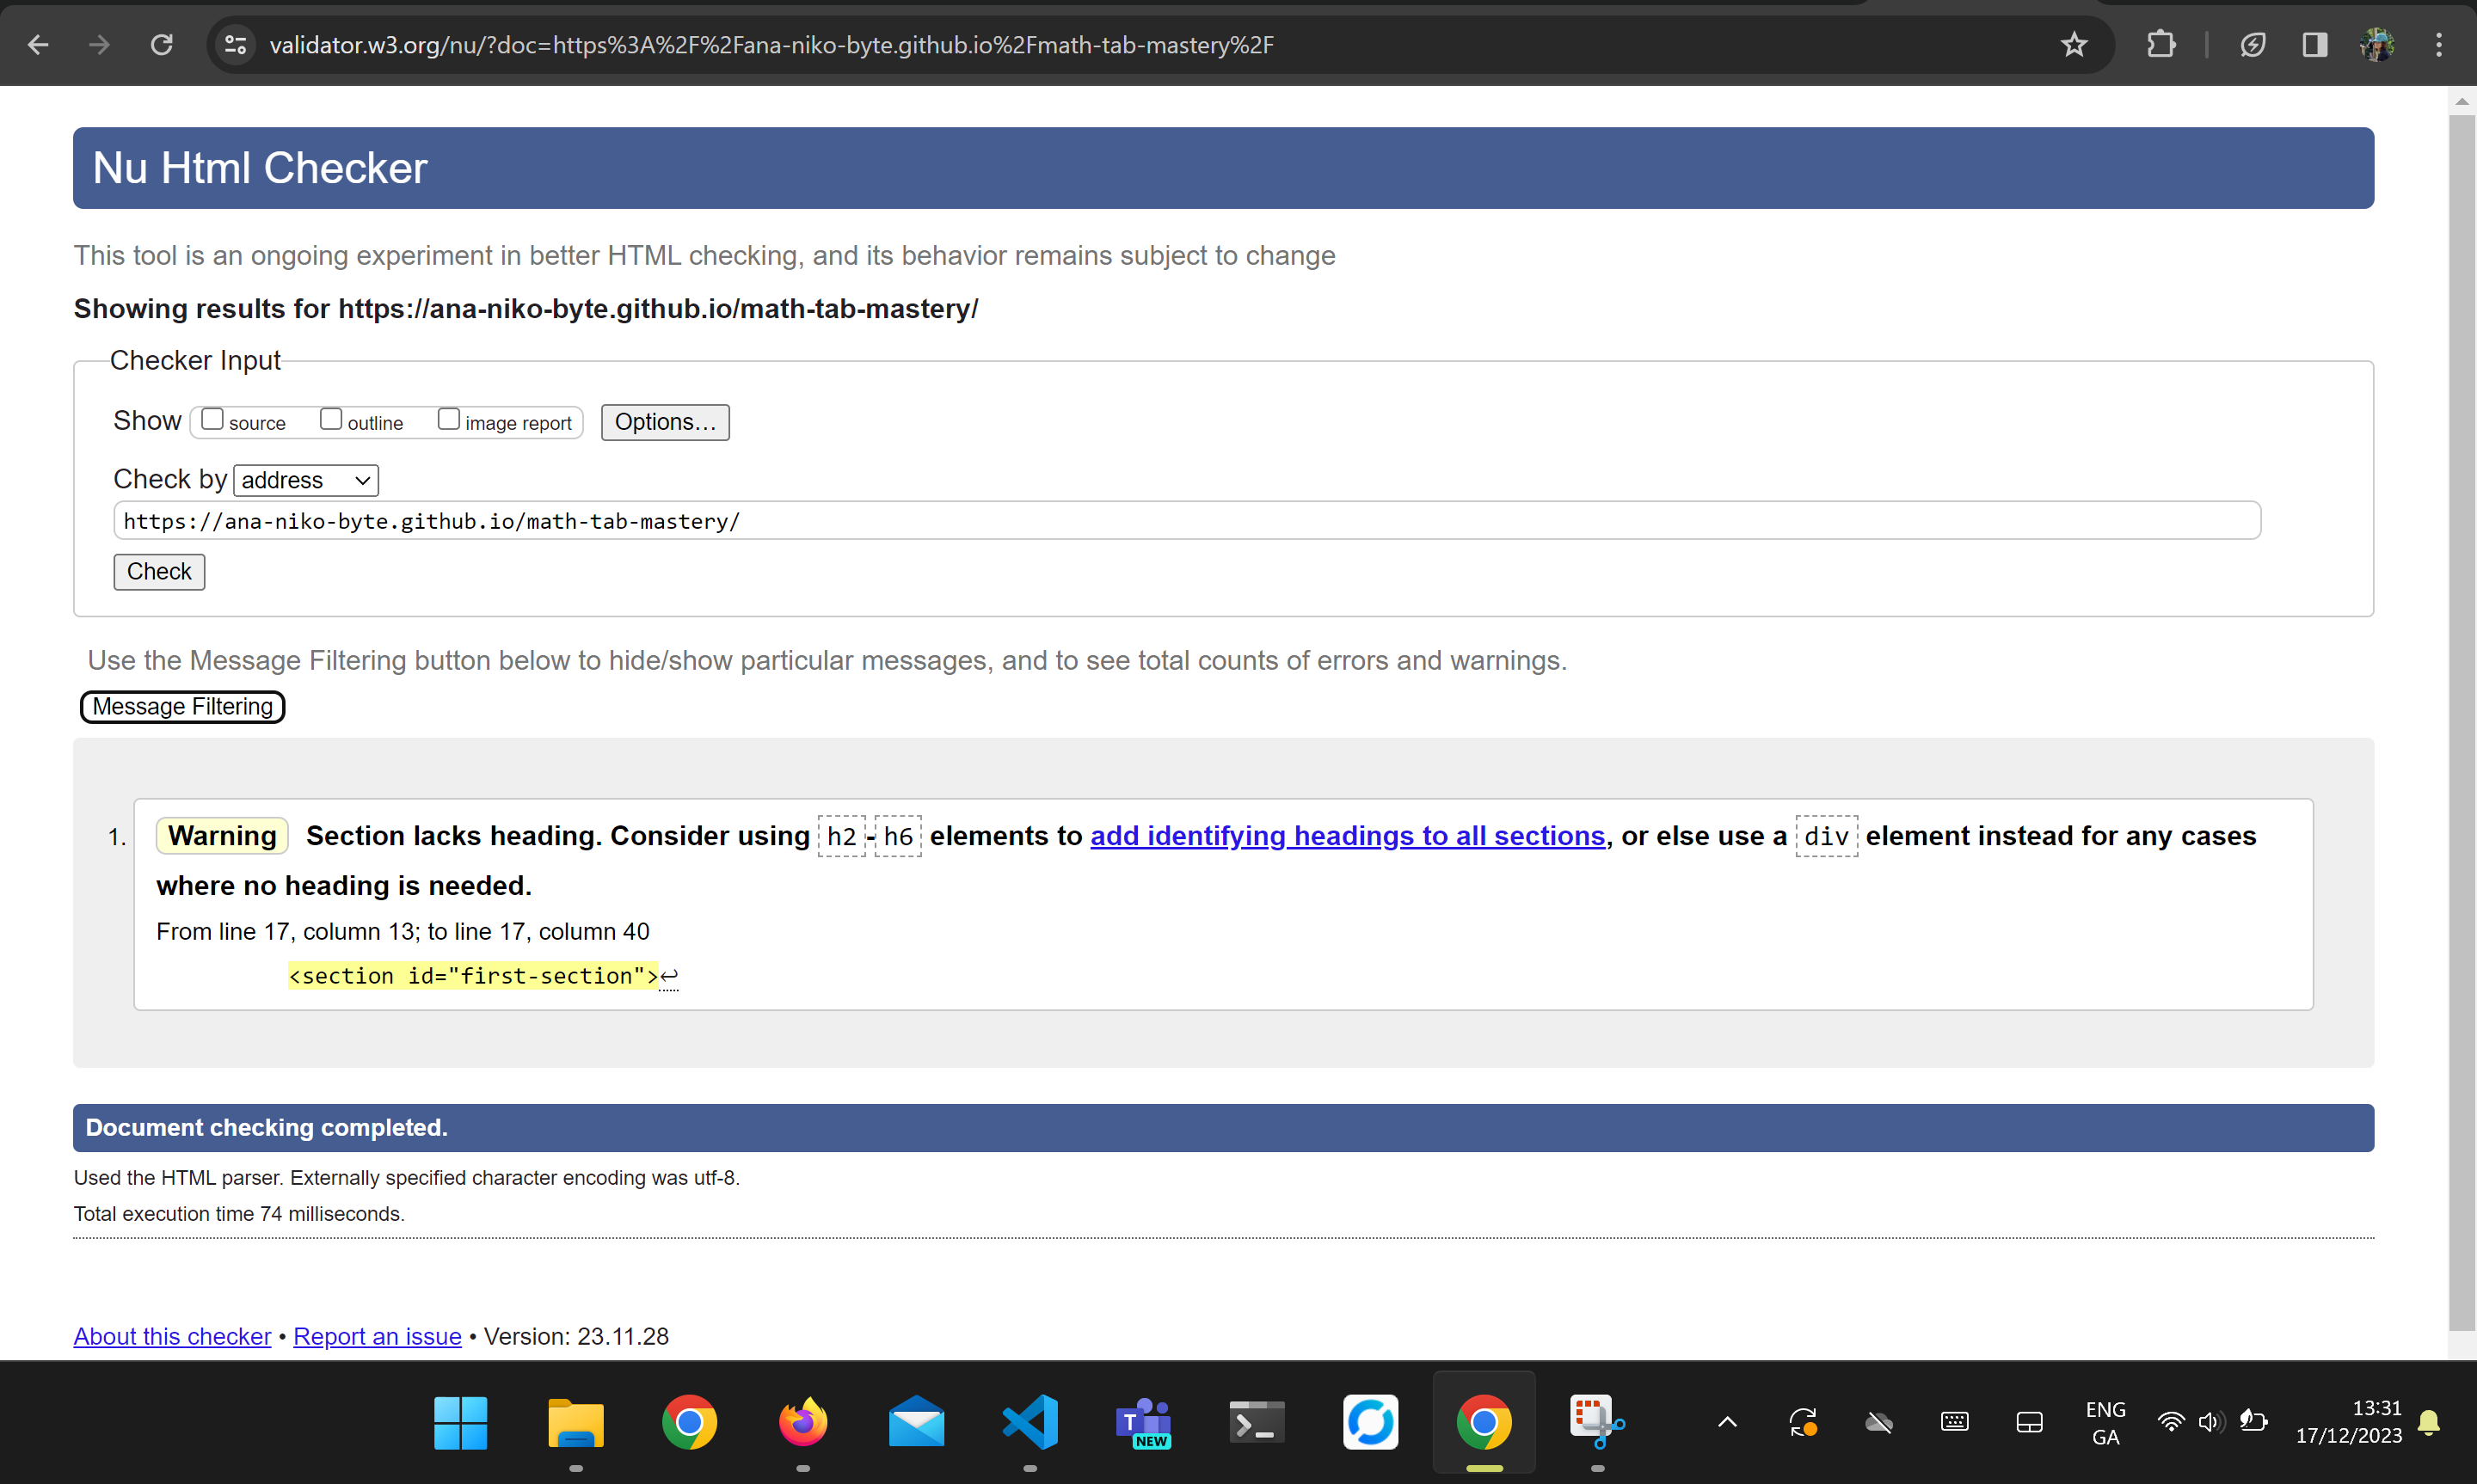 validator.w3.org/nu/?doc=https%3A%2F%2Fana-niko-byte.github.io%2Fmath-tab-mastery%2F
Nu Html Checker
This tool is an ongoing experiment in better HTML checking, and its behavior remains subject to change
Showing results for https://ana-niko-byte.github.io/math-tab-mastery/
Checker Input
Show source outline image report Options...
Check by address
https://ana-niko-byte.github.io/math-tab-mastery/
Check
Use the Message Filtering button below to hide/show particular messages, and to see total counts of errors and warnings.
Message Filtering
1. Warning Section lacks heading. Consider using h2-h6 elements to add identifying headings to all sections, or else use a div element instead for any cases
where no heading is needed.
From line 17, column 13; to line 17, column 40
<section id="first-section">↩
Document checking completed.
Used the HTML parser. Externally specified character encoding was utf-8.
Total execution time 74 milliseconds.
About this checker • Report an issue • Version: 23.11.28
T
NEW
ENG
GA
13:31
17/12/2023